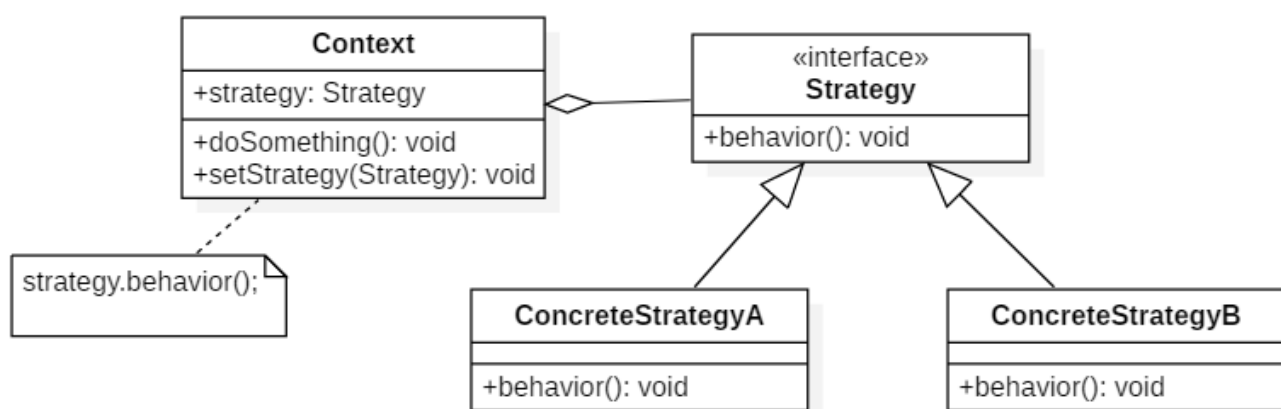 Context
+strategy: Strategy
+doSomething(): void
+setStrategy(Strategy): void
«interface»
Strategy
+behavior(): void
strategy.behavior();
ConcreteStrategyA
+behavior(): void
ConcreteStrategyB
+behavior(): void